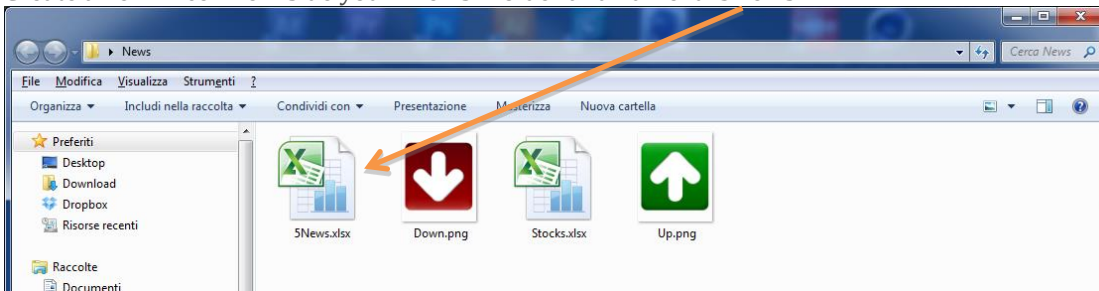 News
Cerca News
File Modifica Visualizza Strumenti ?
Organizza Includi nella raccolta Condividi con Presentazione Masterizza Nuova cartella
Preferiti
Desktop
Download
Dropbox
Risorse recenti
Raccolte
Documenti
5News.xlsx Down.png Stocks.xlsx Up.png